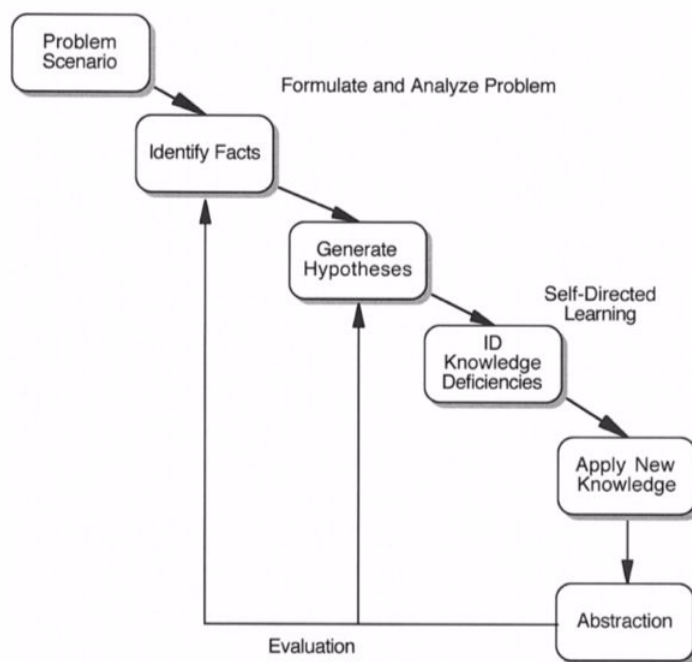 Problem
Scenario
Formulate and Analyze Problem
Identify Facts
Generate
Hypotheses
Self-Directed
Learning
ID
Knowledge
Deficiencies
Apply New
Knowledge
Abstraction
Evaluation